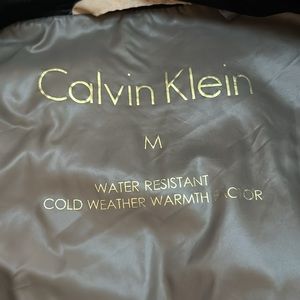 Calvin Klein
M
WATER RESISTANT
COLD WEATHER WARMTH FACTOR